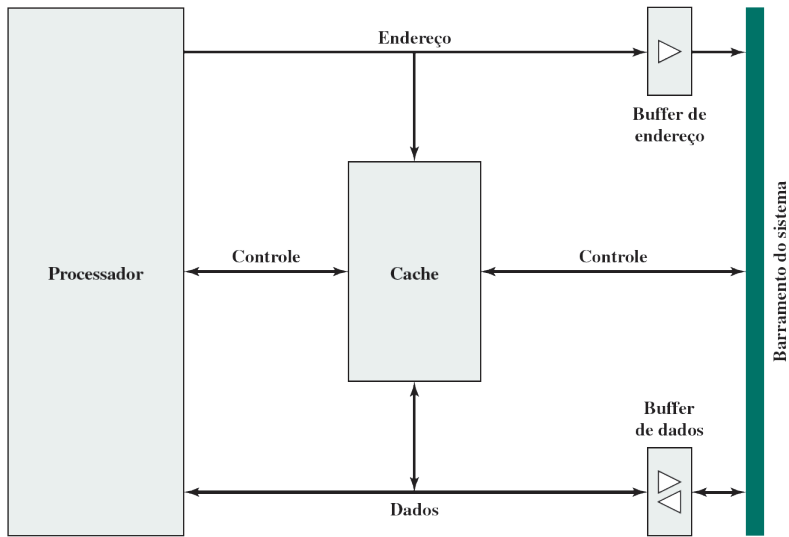 Endereço
Buffer de
endereço
Processador
Controle
Cache
Controle
Barramento do sistema
Buffer
de dados
Dados